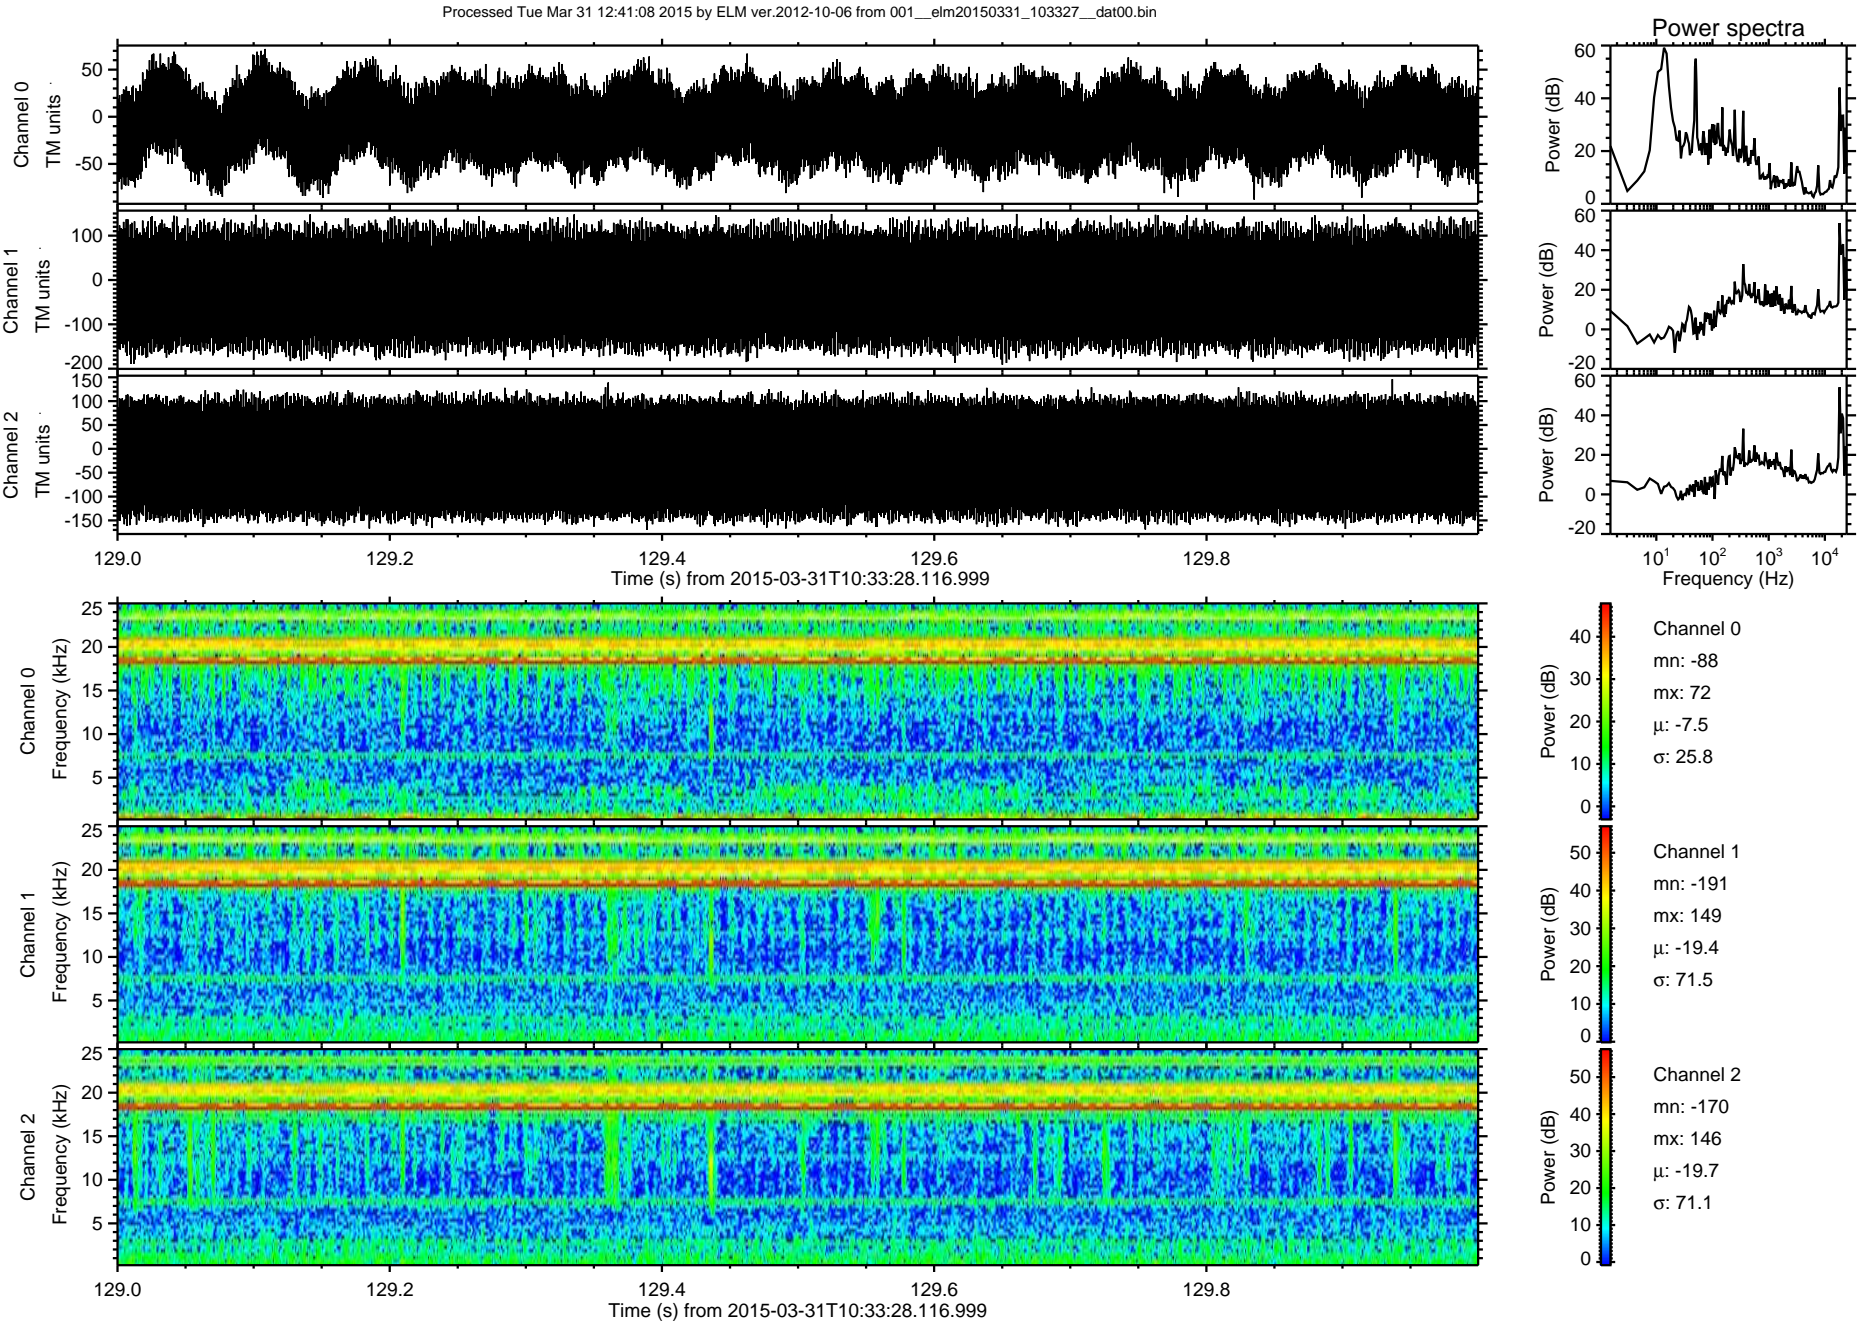 Processed Tue Mar 31 12:41:08 2015 by ELM ver.2012-10-06 from 001__elm20150331_103327__dat00.bin
Power spectra
Channel 0
TM units
50
0
-50
Power (dB)
60
40
20
0
Channel 1
TM units
100
0
-100
-200
Power (dB)
60
40
20
0
-20
Channel 2
TM units
150
100
50
0
-50
-100
-150
Power (dB)
60
40
20
0
-20
129.0 129.2 129.4 129.6 129.8
Time (s) from 2015-03-31T10:33:28.116.999
10¹ 10² 10³ 10⁴
Frequency (Hz)
Channel 0
Frequency (kHz)
25
20
15
10
5
Power (dB)
40
30
20
10
0
Channel 0
mn: -88
mx: 72
μ: -7.5
σ: 25.8
Channel 1
Frequency (kHz)
25
20
15
10
5
Power (dB)
50
40
30
20
10
0
Channel 1
mn: -191
mx: 149
μ: -19.4
σ: 71.5
Channel 2
Frequency (kHz)
25
20
15
10
5
Power (dB)
50
40
30
20
10
0
Channel 2
mn: -170
mx: 146
μ: -19.7
σ: 71.1
129.0 129.2 129.4 129.6 129.8
Time (s) from 2015-03-31T10:33:28.116.999